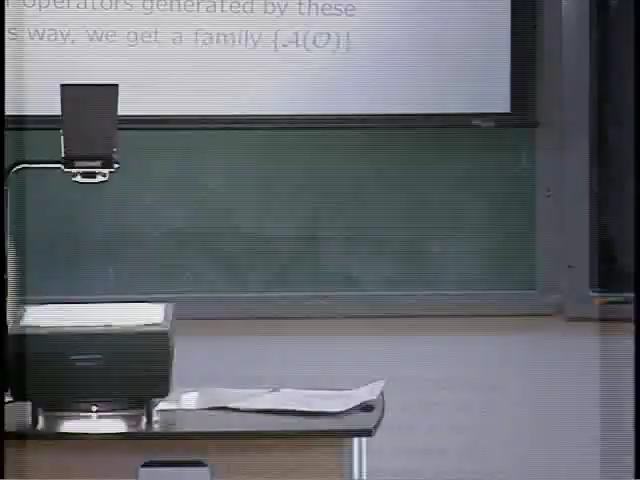 operators generated by these
s way, we get a family {𝒜(𝒪)}